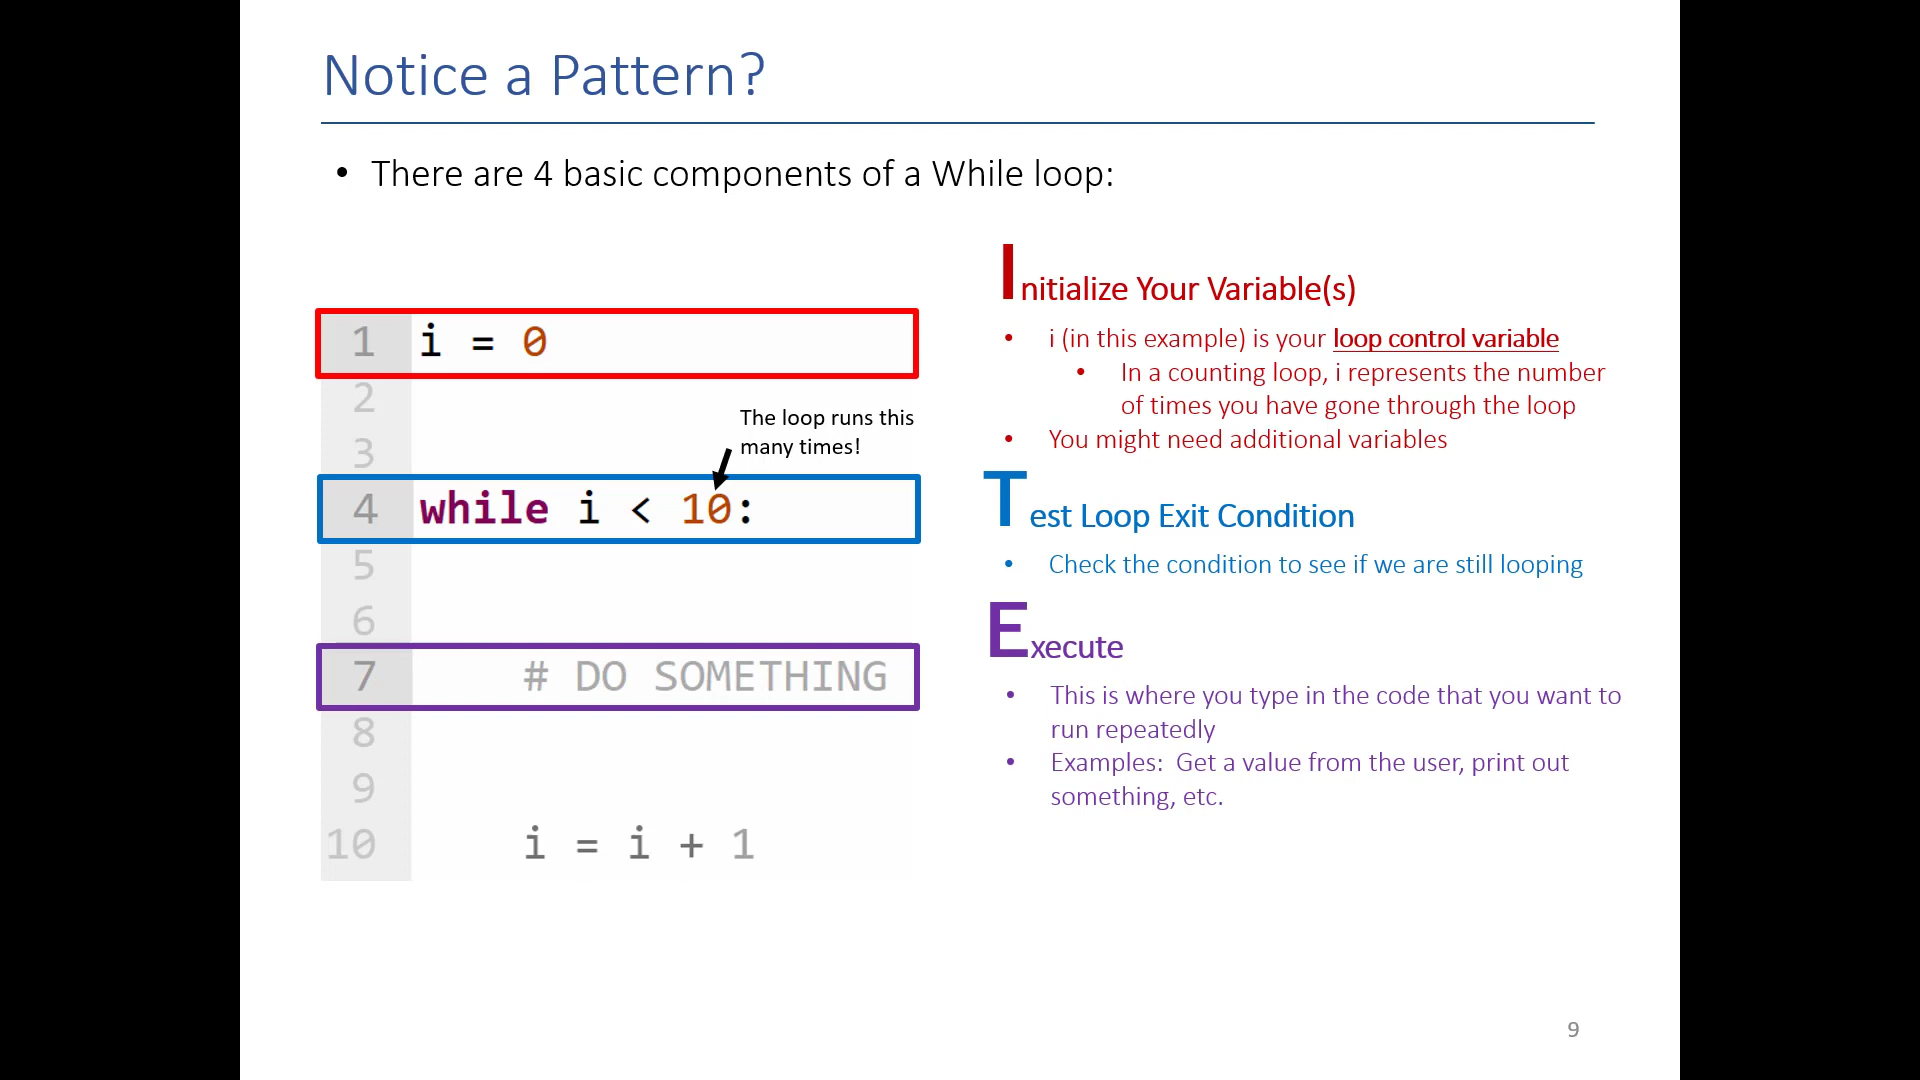 Notice a Pattern?
• There are 4 basic components of a While loop:
1 i = 0
2
3
The loop runs this
many times!
4 while i < 10:
5
6
7 # DO SOMETHING
8
9
10 i = i + 1
Initialize Your Variable(s)
• i (in this example) is your loop control variable
• In a counting loop, i represents the number
of times you have gone through the loop
• You might need additional variables
Test Loop Exit Condition
• Check the condition to see if we are still looping
Execute
• This is where you type in the code that you want to
run repeatedly
• Examples:  Get a value from the user, print out
something, etc.
9